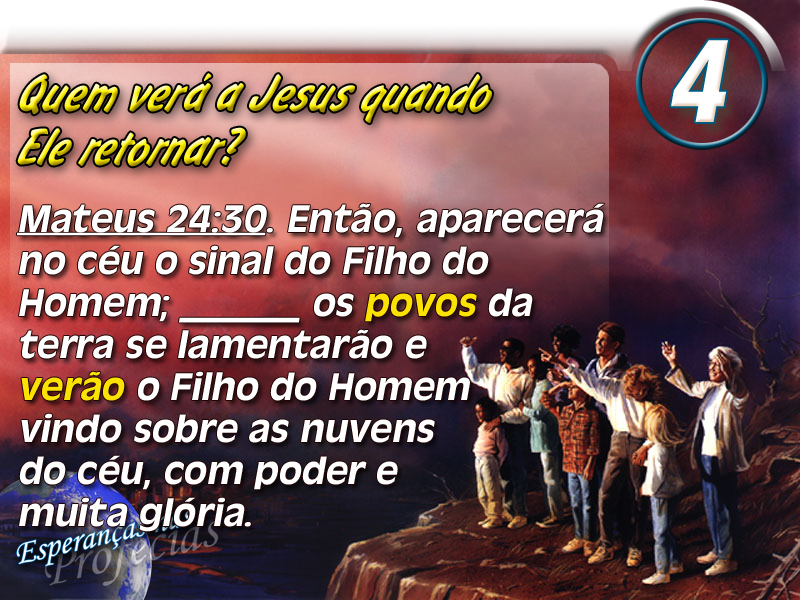 4
Quem verá a Jesus quando
Ele retornar?
Mateus 24:30. Então, aparecerá
no céu o sinal do Filho do
Homem; ______ os povos da
terra se lamentarão e
verão o Filho do Homem
vindo sobre as nuvens
do céu, com poder e
muita glória.
Esperanças ...
Profecias